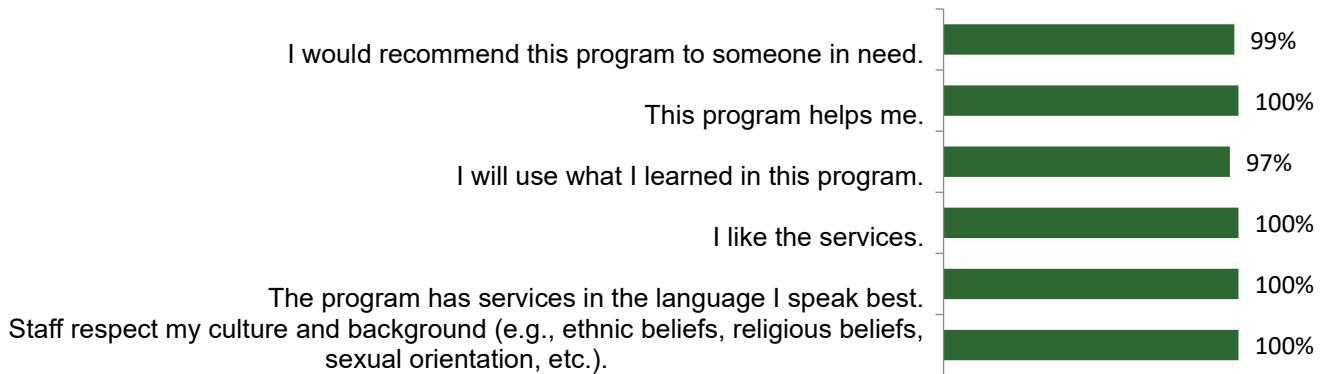 I would recommend this program to someone in need.
99%
This program helps me.
100%
I will use what I learned in this program.
97%
I like the services.
100%
The program has services in the language I speak best.
100%
Staff respect my culture and background (e.g., ethnic beliefs, religious beliefs,
sexual orientation, etc.).
100%